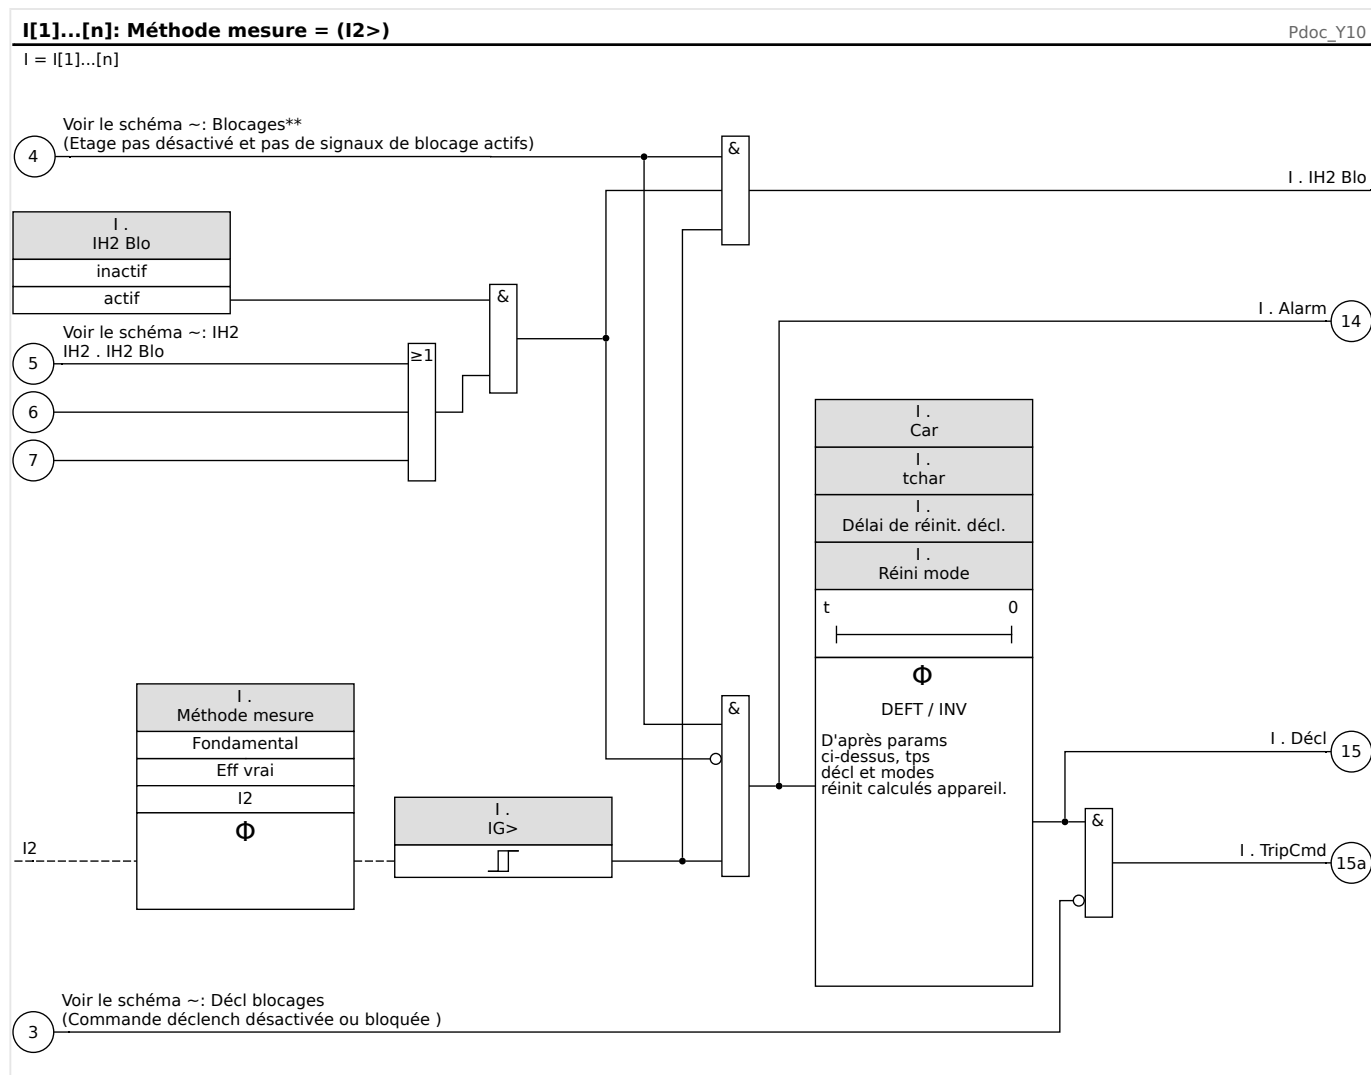 I[1]...[n]: Méthode mesure = (I2>)
Pdoc_Y10
I = I[1]...[n]
Voir le schéma ~: Blocages**
(Etage pas désactivé et pas de signaux de blocage actifs)
4
&
I . IH2 Blo
I .
IH2 Blo
inactif
actif
&
I . Alarm
14
Voir le schéma ~: IH2
IH2 . IH2 Blo
5
≥1
6
7
I .
Car
I .
tchar
I .
Délai de réinit. décl.
I .
Réini mode
t
0
Φ
DEFT / INV
D'après params
ci-dessus, tps
décl et modes
réinit calculés appareil.
I .
Méthode mesure
Fondamental
Eff vrai
I2
Φ
I2
I .
IG>
&
I . Décl
15
&
I . TripCmd
15a
Voir le schéma ~: Décl blocages
(Commande déclench désactivée ou bloquée )
3